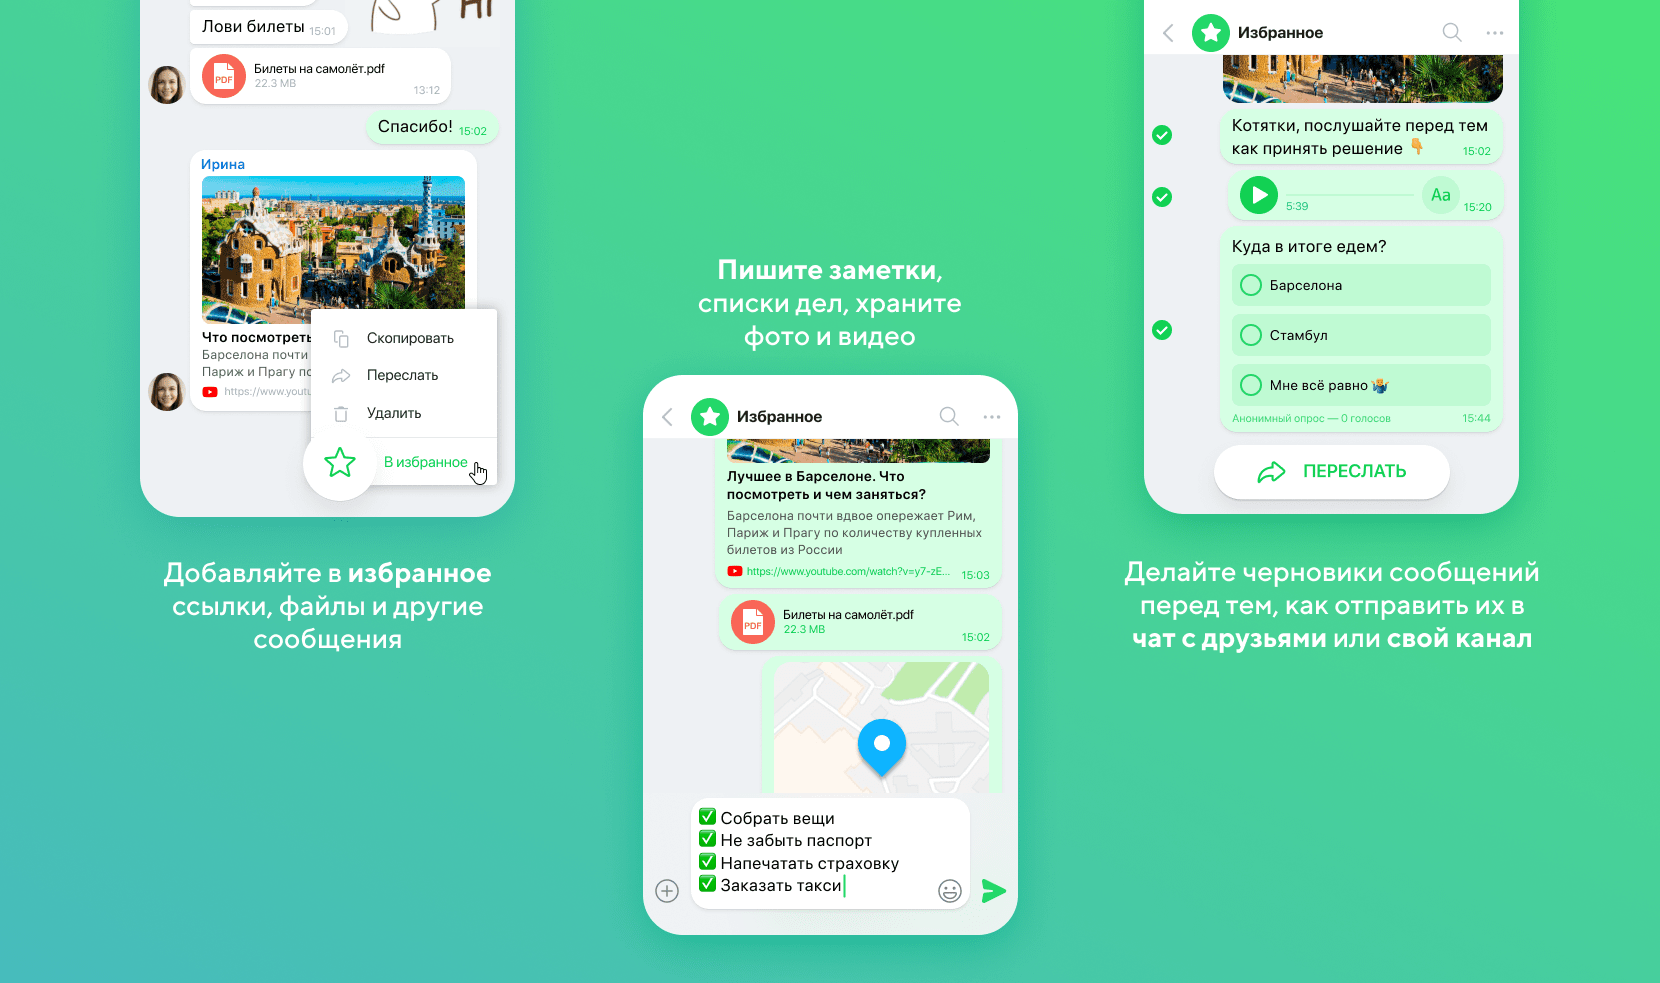 HI
Лови билеты 15:01
PDF
Билеты на самолёт.pdf
22.3 MB
13:12
Спасибо! 15:02
Ирина
Что посмотреть
Барселона почти
Париж и Прагу по
https://www.youtu
Скопировать
Переслать
Удалить
В избранное
Добавляйте в избранное
ссылки, файлы и другие
сообщения
Пишите заметки,
списки дел, храните
фото и видео
Избранное
Лучшее в Барселоне. Что
посмотреть и чем заняться?
Барселона почти вдвое опережает Рим,
Париж и Прагу по количеству купленных
билетов из России
https://www.youtube.com/watch?v=y7-zE...
15:03
PDF
Билеты на самолёт.pdf
22.3 MB
15:02
✅ Собрать вещи
✅ Не забыть паспорт
✅ Напечатать страховку
✅ Заказать такси
Избранное
Котятки, послушайте перед тем
как принять решение 👇
15:02
5:39
Aa
15:20
Куда в итоге едем?
Барселона
Стамбул
Мне всё равно 🤷
Анонимный опрос — 0 голосов
15:44
ПЕРЕСЛАТЬ
Делайте черновики сообщений
перед тем, как отправить их в
чат с друзьями или свой канал